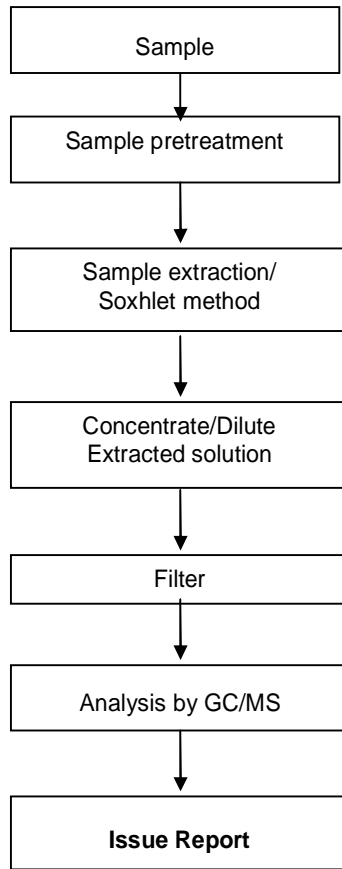 Sample
Sample pretreatment
Sample extraction/
Soxhlet method
Concentrate/Dilute
Extracted solution
Filter
Analysis by GC/MS
Issue Report